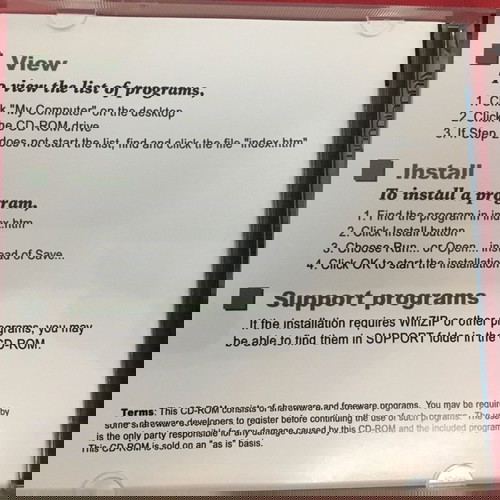 View
To view the list of programs,
1. Click "My Computer" on the desktop
2. Click the CD-ROM drive
3. If Step does not start the list, find and click the file "index.htm"
Install
To install a program,
1. Find the program in index.htm
2. Click Install button
3. Choose Run or Open instead of Save
4. Click OK to start the installation
Support programs
If the installation requires WinZIP or other programs, you may
be able to find them in SUPPORT folder in the CD-ROM.
Terms: This CD-ROM consists of shareware and freeware programs. You may be required by
some shareware developers to register before continuing the use of such programs. The user
is the only party responsible for any damage caused by this CD-ROM and the included programs
This CD-ROM is sold on an "as is" basis.